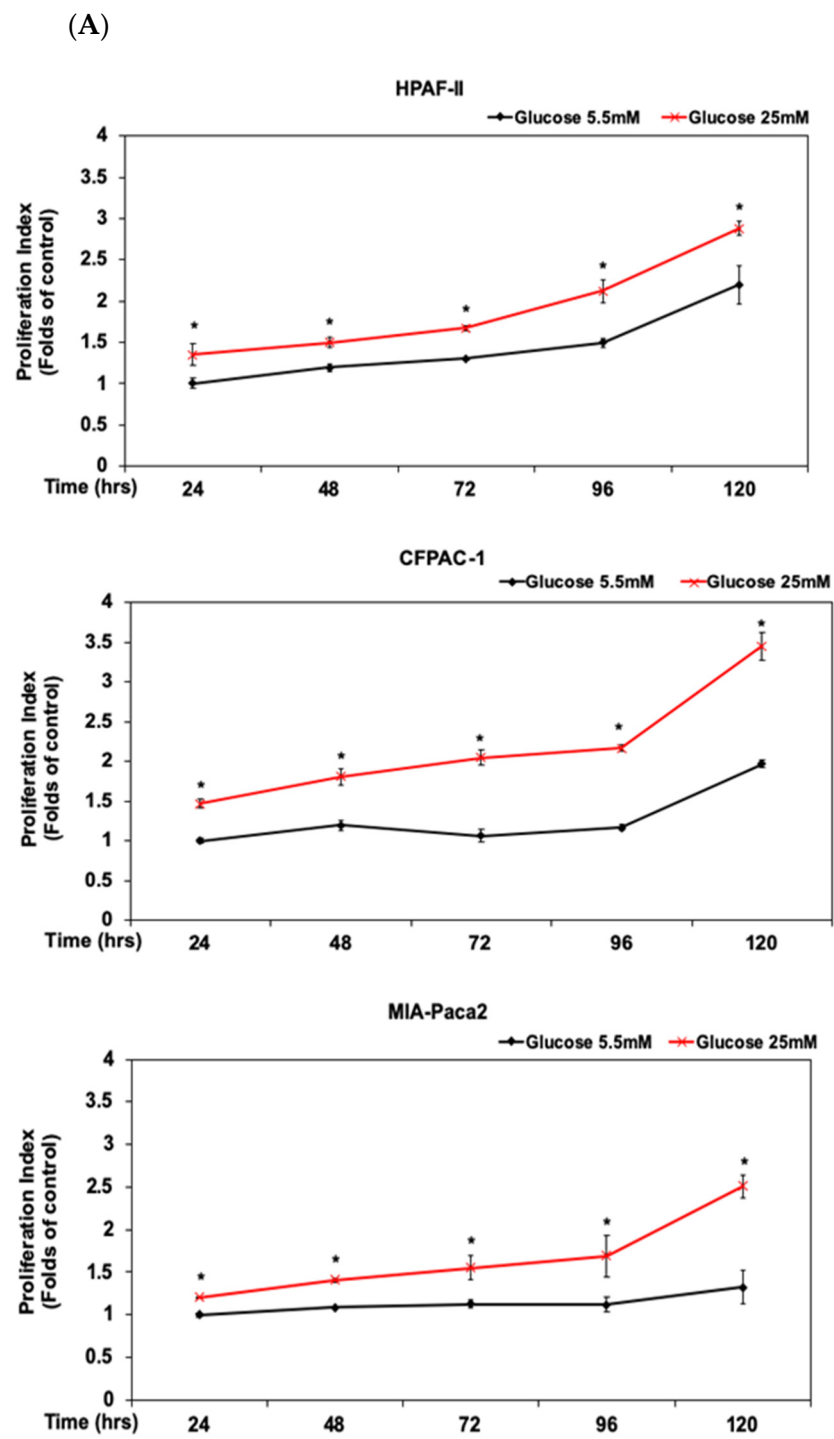 (A)
HPAF-II
Glucose 5.5mM Glucose 25mM
Proliferation Index
(Folds of control)
4
3.5
3
2.5
2
1.5
1
0.5
0
* * * * *
Time (hrs) 24 48 72 96 120
CFPAC-1
Glucose 5.5mM Glucose 25mM
Proliferation Index
(Folds of control)
4
3.5
3
2.5
2
1.5
1
0.5
0
* * * * *
Time (hrs) 24 48 72 96 120
MIA-Paca2
Glucose 5.5mM Glucose 25mM
Proliferation Index
(Folds of control)
4
3.5
3
2.5
2
1.5
1
0.5
0
* * * * *
Time (hrs) 24 48 72 96 120